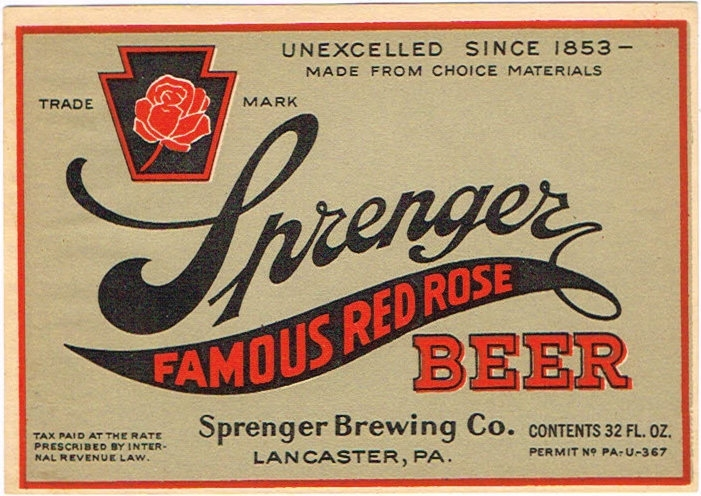 UNEXCELLED SINCE 1853 –
MADE FROM CHOICE MATERIALS
TRADE MARK
Sprenger
FAMOUS RED ROSE
BEER
Sprenger Brewing Co.
LANCASTER, PA.
TAX PAID AT THE RATE
PRESCRIBED BY INTER-
NAL REVENUE LAW.
CONTENTS 32 FL. OZ.
PERMIT Nº PA-U-367